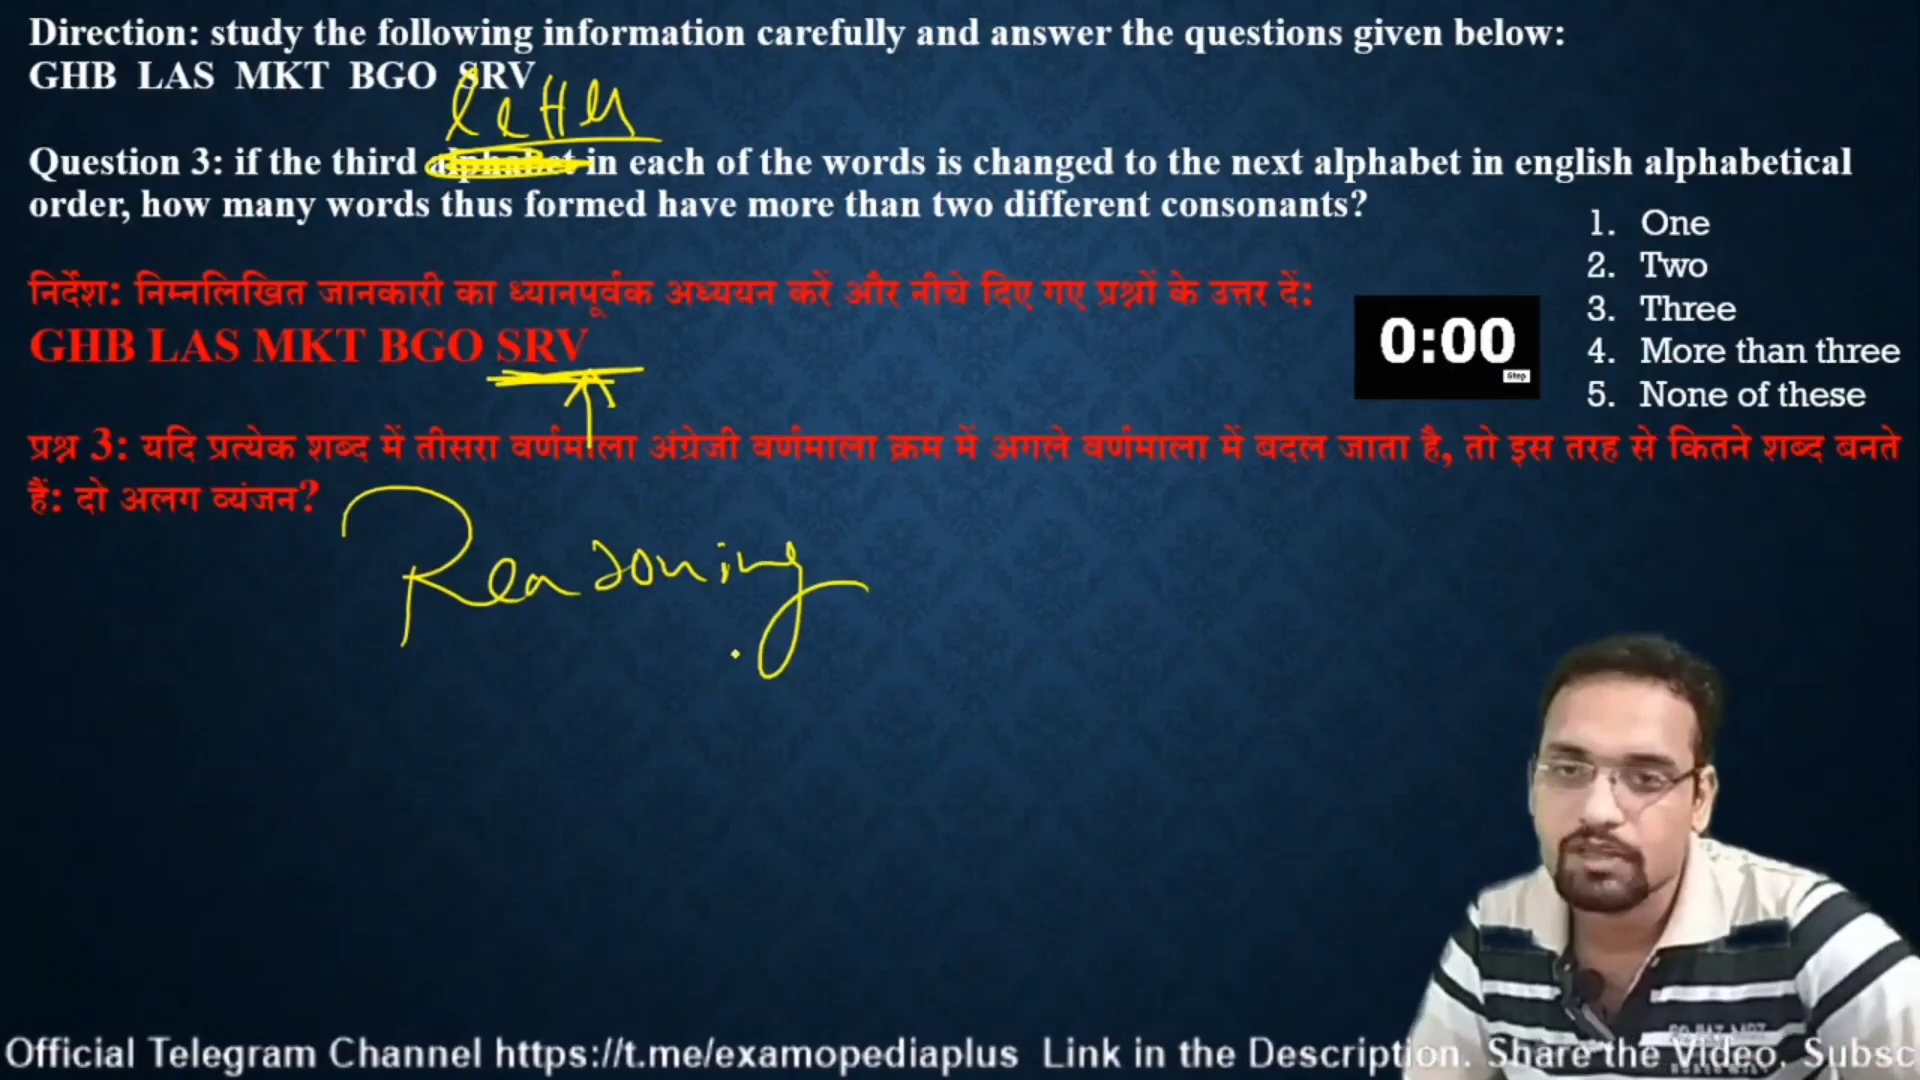 Direction: study the following information carefully and answer the questions given below:
GHB LAS MKT BGO SRV
letter
Question 3: if the third alphabet in each of the words is changed to the next alphabet in english alphabetical
order, how many words thus formed have more than two different consonants?
1. One
2. Two
3. Three
4. More than three
5. None of these
निर्देश: निम्नलिखित जानकारी का ध्यानपूर्वक अध्ययन करें और नीचे दिए गए प्रश्नों के उत्तर दें:
GHB LAS MKT BGO SRV
0:00
Stop
प्रश्न 3: यदि प्रत्येक शब्द में तीसरा वर्णमाला अंग्रेजी वर्णमाला क्रम में अगले वर्णमाला में बदल जाता है, तो इस तरह से कितने शब्द बनते
हैं: दो अलग व्यंजन?
Reasoning
Official Telegram Channel https://t.me/examopediaplus Link in the Description. Share the Video. Subsc